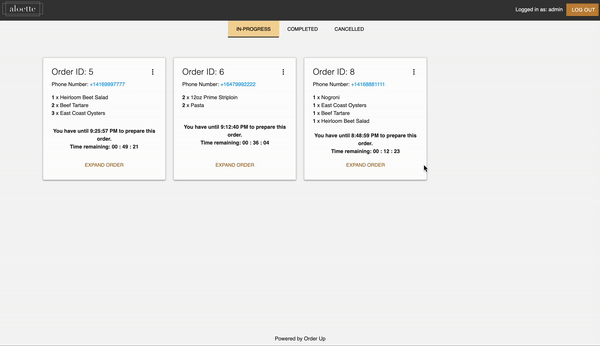 aloette
Logged in as: admin
LOG OUT
IN-PROGRESS
COMPLETED
CANCELLED
Order ID: 5
Phone Number: +14169997777
1 x Heirloom Beet Salad
2 x Beef Tartare
3 x East Coast Oysters
You have until 9:25:57 PM to prepare this
order.
Time remaining: 00 : 49 : 21
EXPAND ORDER
Order ID: 6
Phone Number: +16479992222
2 x 12oz Prime Striploin
2 x Pasta
You have until 9:12:40 PM to prepare this
order.
Time remaining: 00 : 36 : 04
EXPAND ORDER
Order ID: 8
Phone Number: +14168881111
1 x Nogroni
1 x East Coast Oysters
1 x Beef Tartare
1 x Heirloom Beet Salad
You have until 8:48:59 PM to prepare this
order.
Time remaining: 00 : 12 : 23
EXPAND ORDER
Powered by Order Up